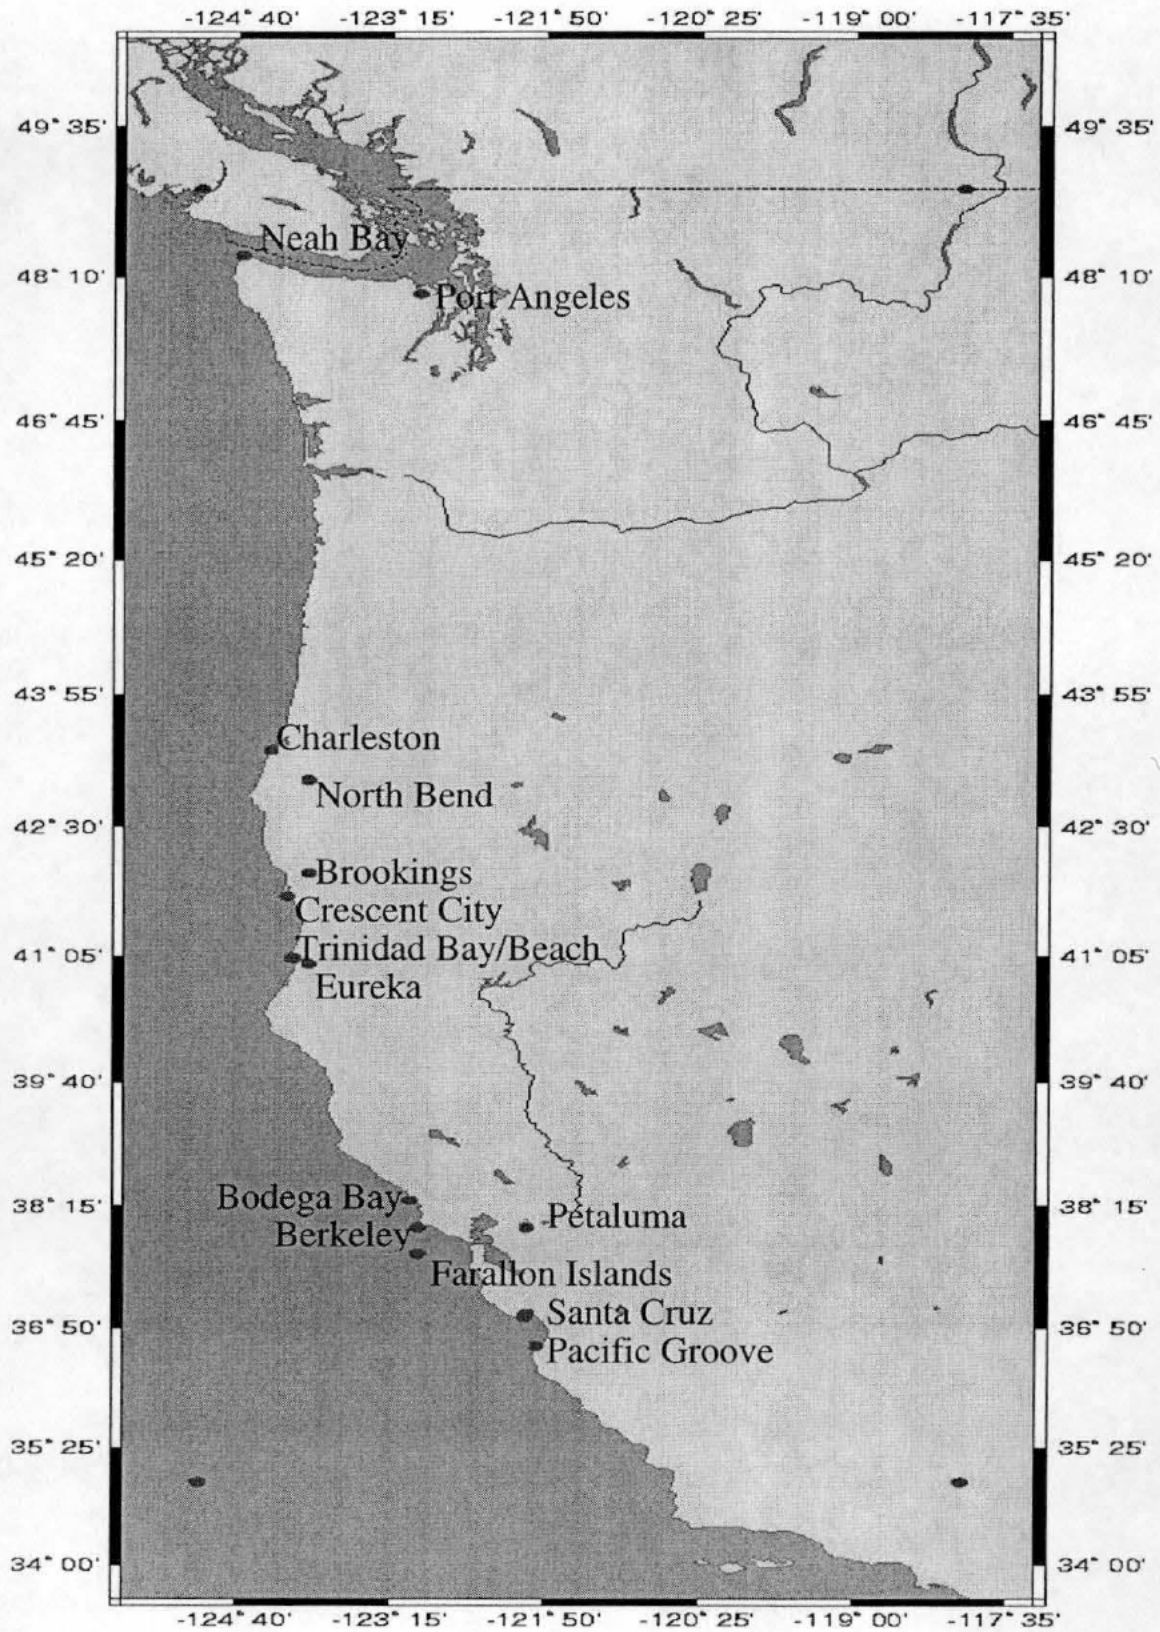 -124° 40' -123° 15' -121° 50' -120° 25' -119° 00' -117° 35'
49° 35' 49° 35'
Neah Bay
48° 10' 48° 10'
Port Angeles
46° 45' 46° 45'
45° 20' 45° 20'
43° 55' 43° 55'
Charleston
North Bend
42° 30' 42° 30'
Brookings
Crescent City
Trinidad Bay/Beach
41° 05' 41° 05'
Eureka
39° 40' 39° 40'
Bodega Bay
38° 15' 38° 15'
Petaluma
Berkeley
Farallon Islands
Santa Cruz
36° 50' 36° 50'
Pacific Groove
35° 25' 35° 25'
34° 00' 34° 00'
-124° 40' -123° 15' -121° 50' -120° 25' -119° 00' -117° 35'